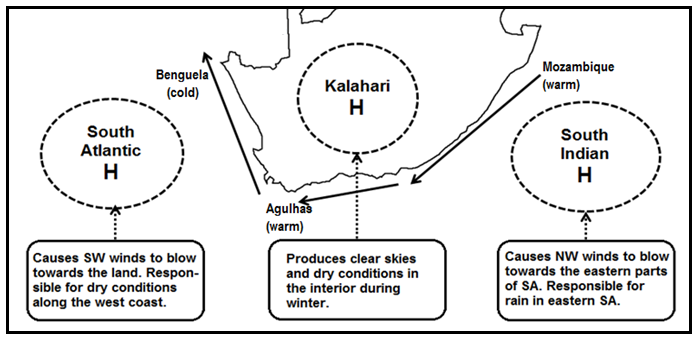 Benguela
(cold)
Kalahari
H
Mozambique
(warm)
South
Atlantic
H
South
Indian
H
Agulhas
(warm)
Causes SW winds to blow
towards the land. Respon-
sible for dry conditions
along the west coast.
Produces clear skies
and dry conditions in
the interior during
winter.
Causes NW winds to blow
towards the eastern parts
of SA. Responsible for
rain in eastern SA.